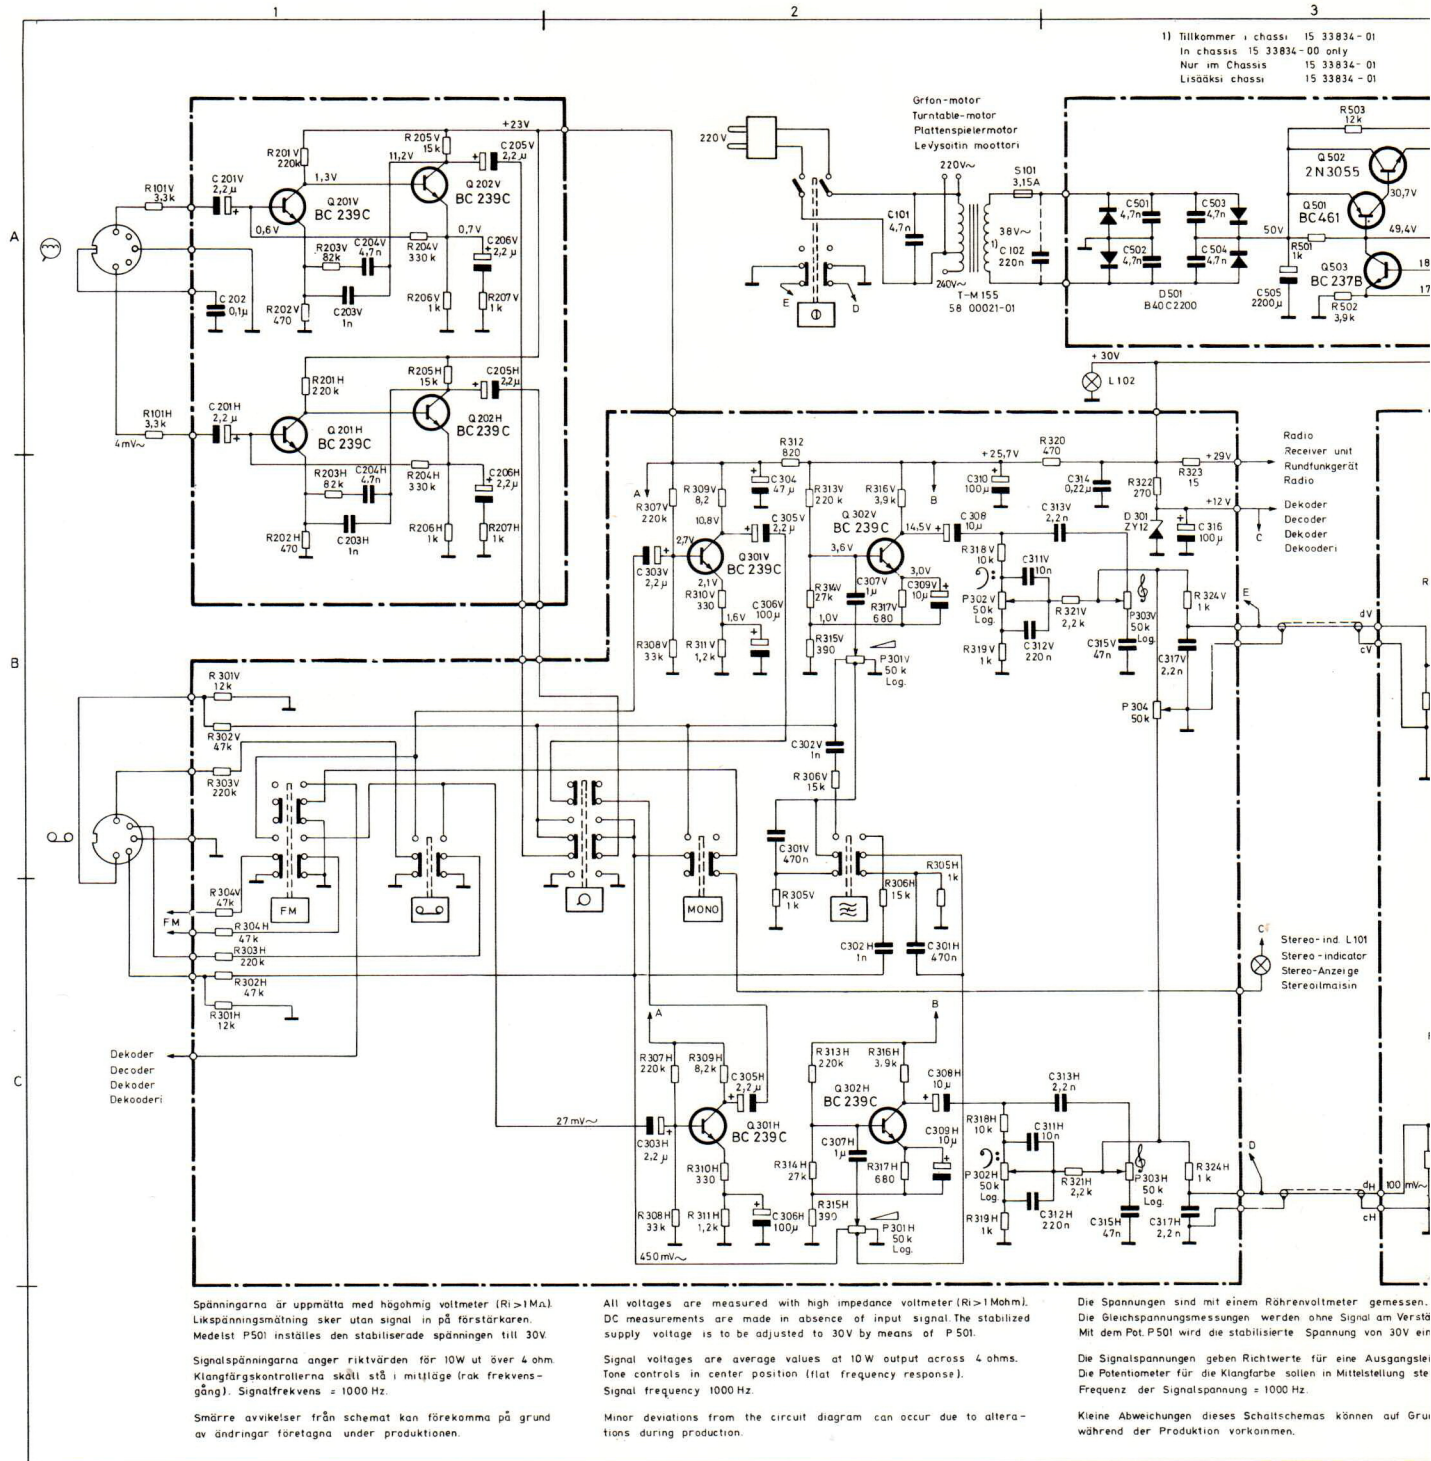 1
2
3
1) Tillkommer i chassi 15 33834-01
In chassis 15 33834-00 only
Nur im Chassis 15 33834-01
Lisääksi chassi 15 33834-01
A
+23V
R205V
15k
C205V
2,2µ
R201V
220k
11,2V
1,3V
Q202V
BC 239C
R101V
3,3k
C201V
2,2µ
Q201V
BC 239C
0,6V
R203V
82k
C204V
4,7n
R204V
330k
0,7V
C206V
2,2µ
C202
0,1µ
R202V
470
C203V
1n
R206V
1k
R207V
1k
R205H
15k
C205H
2,2µ
R201H
220k
Q202H
BC 239C
R101H
3,3k
C201H
2,2µ
Q201H
BC 239C
4mV~
R203H
82k
C204H
4,7n
R204H
330k
C206H
2,2µ
R202H
470
C203H
1n
R206H
1k
R207H
1k
Grfon-motor
Turntable-motor
Plattenspielermotor
Levysoitin moottori
220V
220V~
S101
3,15A
C101
4,7n
38V~
1)
C102
220n
240V~
T-M 155
58 00021-01
E
D
C501
4,7n
C503
4,7n
C502
4,7n
C504
4,7n
D501
B40C2200
R503
12k
Q502
2N3055
30,7V
Q501
BC461
50V
49,4V
R501
1k
Q503
BC237B
18
C505
2200µ
R502
3,9k
17
+30V
L102
R312
820
+25,7V
R320
470
+29V
Radio
Receiver unit
Rundfunkgerät
Radio
A
R309V
8,2
C304
47µ
R313V
220k
R316V
3,9k
B
C310
100µ
C314
0,22µ
R322
270
R323
15
R307V
220k
10,8V
C305V
2,2µ
Q302V
BC 239C
14,5V
C308
10µ
C313V
2,2n
+12V
D301
ZY12
C316
100µ
C
Dekoder
Decoder
Dekoder
Dekooderi
2,7V
Q301V
BC 239C
3,6V
C303V
2,2µ
2,1V
R310V
330
C306V
100µ
1,6V
R314V
27k
C307V
1µ
3,0V
C309V
10µ
R317V
680
1,0V
R318V
10k
C311V
10n
P302V
50k
Log.
R321V
2,2k
P303V
50k
Log.
R324V
1k
E
dV
cV
B
R308V
33k
R311V
1,2k
R315V
390
P301V
50k
Log.
R319V
1k
C312V
220n
C315V
47n
C317V
2,2n
P304
50k
R301V
12k
R302V
47k
R303V
220k
C302V
1n
R306V
15k
C301V
470n
R305V
1k
R306H
15k
R305H
1k
C302H
1n
C301H
470n
FM
MONO
R304V
47k
FM
R304H
47k
R303H
220k
R302H
47k
R301H
12k
C
Stereo-ind. L101
Stereo-indicator
Stereo-Anzeige
Stereoilmaisin
C
Dekoder
Decoder
Dekoder
Dekooderi
A
B
R307H
220k
R309H
8,2k
C305H
2,2µ
R313H
220k
R316H
3,9k
C308H
10µ
C313H
2,2n
27mV~
Q301H
BC 239C
Q302H
BC 239C
C303H
2,2µ
R310H
330
R314H
27k
C307H
1µ
R317H
680
C309H
10µ
R318H
10k
C311H
10n
P302H
50k
Log.
R321H
2,2k
P303H
50k
Log.
R324H
1k
D
dH
cH
100mV~
R308H
33k
R311H
1,2k
C306H
100µ
R315H
390
P301H
50k
Log.
R319H
1k
C312H
220n
C315H
47n
C317H
2,2n
450mV~
Spänningarna är uppmätta med högohmig voltmeter (Ri>1MΩ).
Likspänningsmätning sker utan signal in på förstärkaren.
Medelst P501 inställes den stabiliserade spänningen till 30V.
Signalspänningarna anger riktvärden för 10W ut över 4 ohm.
Klangfärgskontrollerna skall stå i mittläge (rak frekvens-
gång). Signalfrekvens = 1000 Hz.
Smärre avvikelser från schemat kan förekomma på grund
av ändringar företagna under produktionen.
All voltages are measured with high impedance voltmeter (Ri>1Mohm).
DC measurements are made in absence of input signal. The stabilized
supply voltage is to be adjusted to 30V by means of P501.
Signal voltages are average values at 10W output across 4 ohms.
Tone controls in center position (flat frequency response).
Signal frequency 1000 Hz.
Minor deviations from the circuit diagram can occur due to altera-
tions during production.
Die Spannungen sind mit einem Röhrenvoltmeter gemessen.
Die Gleichspannungsmessungen werden ohne Signal am Verstä
Mit dem Pot. P501 wird die stabilisierte Spannung von 30V ein
Die Signalspannungen geben Richtwerte für eine Ausgangslei
Die Potentiometer für die Klangfarbe sollen in Mittelstellung ste
Frequenz der Signalspannung = 1000 Hz.
Kleine Abweichungen dieses Schaltschemas können auf Gru
während der Produktion vorkommen.